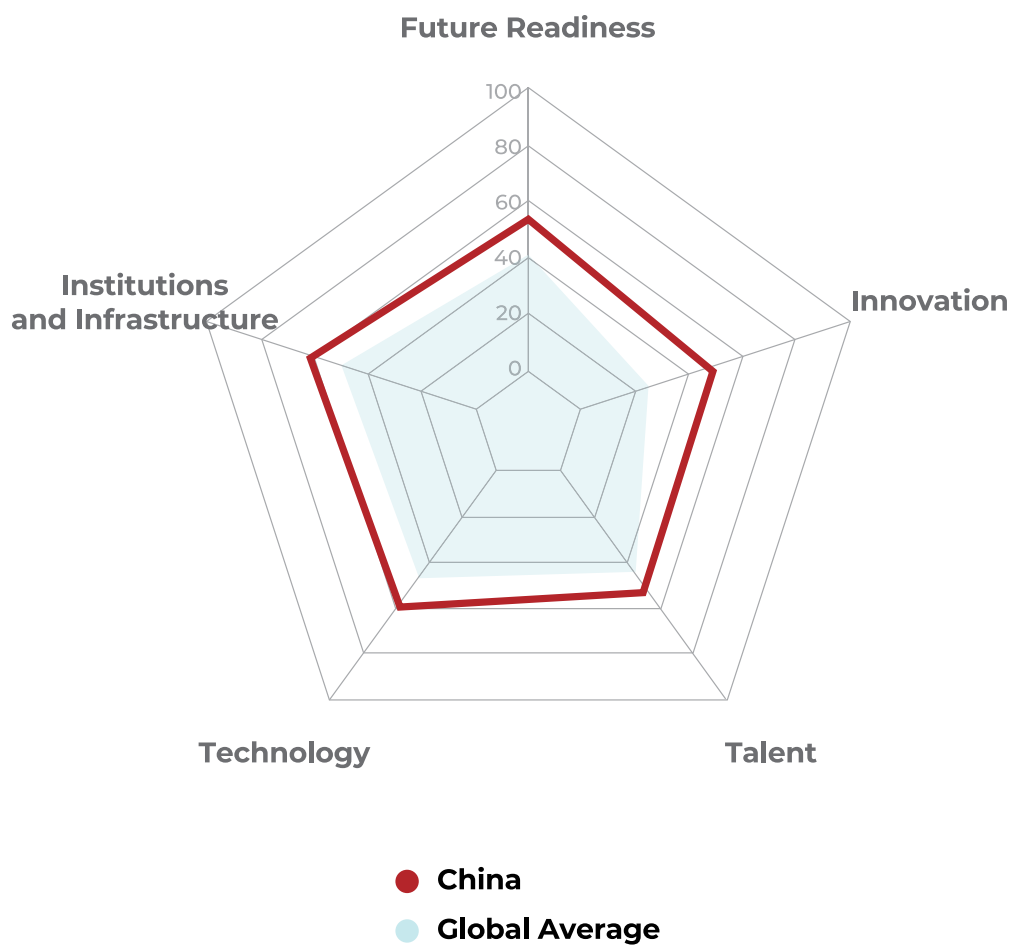 Future Readiness
100
80
60
40
20
0
Institutions
and Infrastructure
Innovation
Technology
Talent
China
Global Average